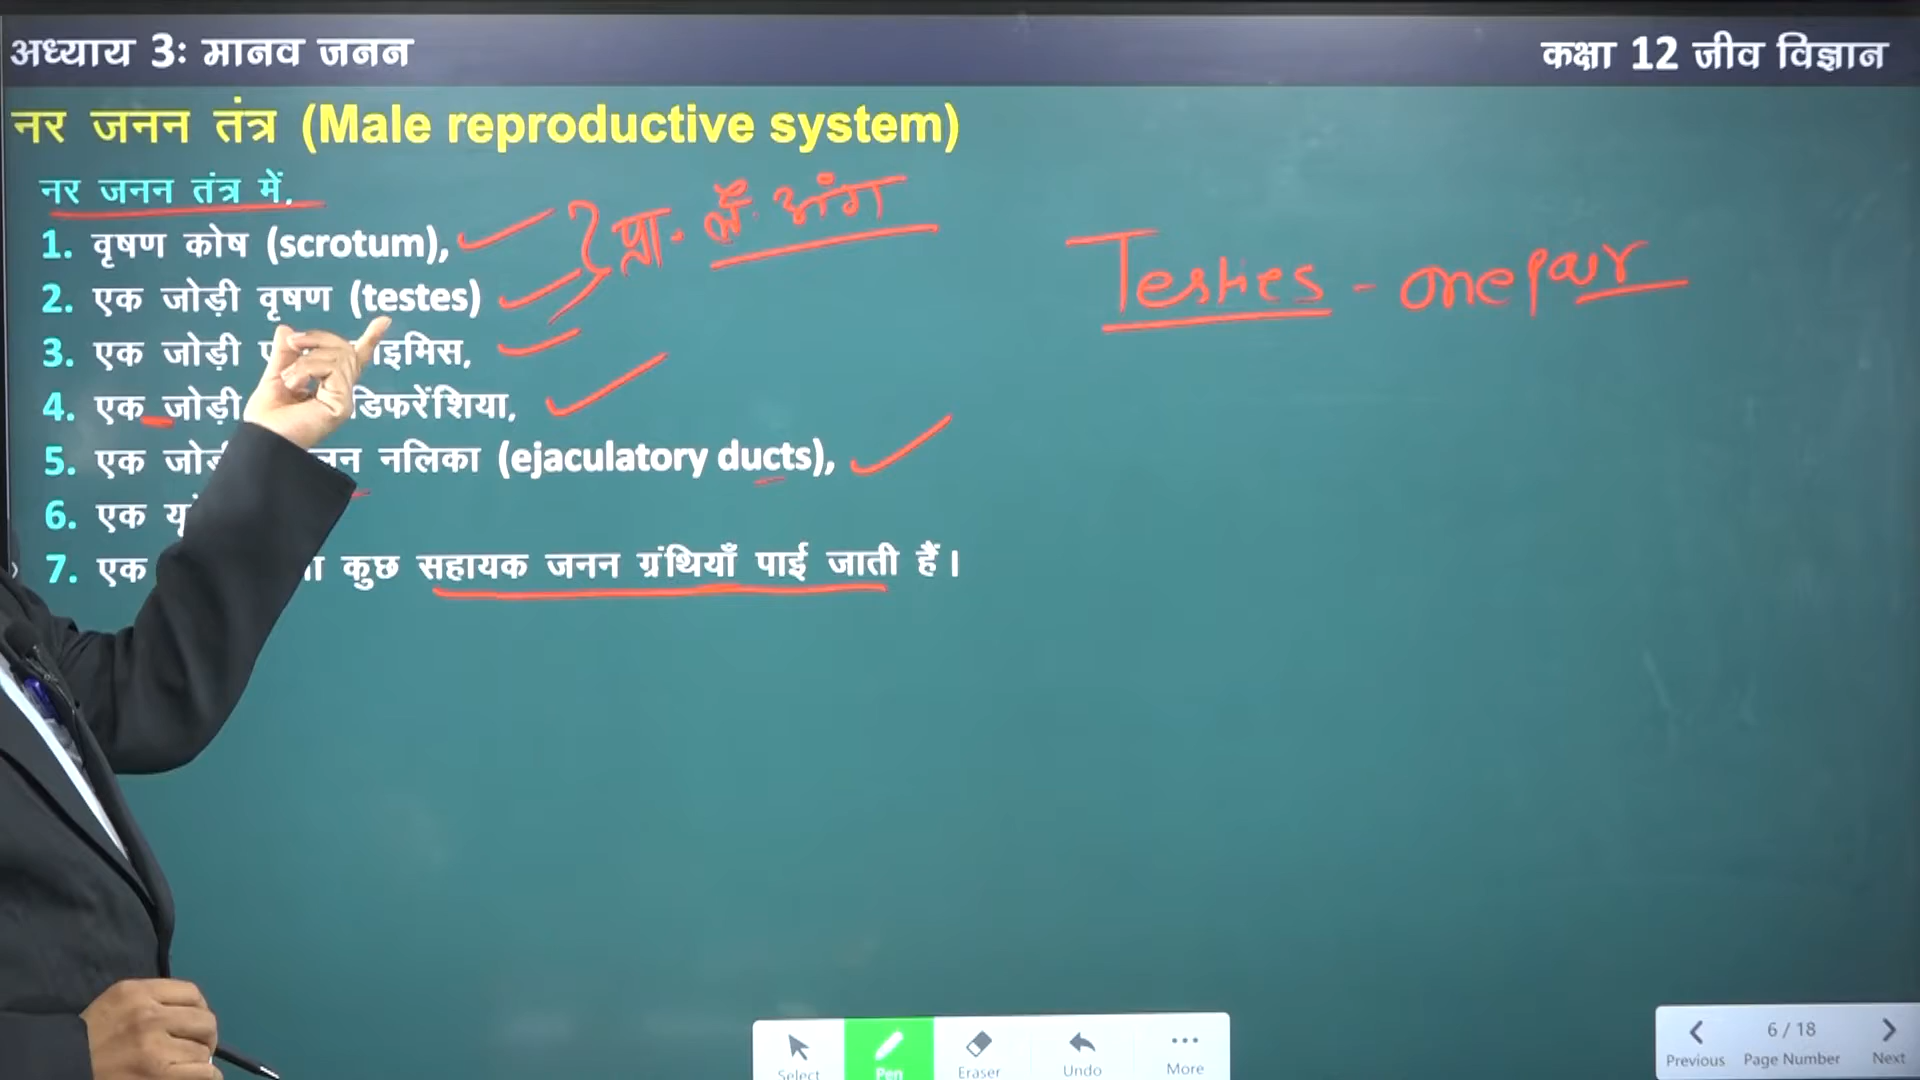 अध्याय 3: मानव जनन
कक्षा 12 जीव विज्ञान
नर जनन तंत्र (Male reproductive system)
नर जनन तंत्र में,
1. वृषण कोष (scrotum),
2. एक जोड़ी वृषण (testes)
प्रा. लैं. अंग
Testies - one pair
3. एक जोड़ी
4. एक जोड़ी डिफरेंशिया,
5. एक नलिका (ejaculatory ducts),
6. एक
7. एक कुछ सहायक जनन ग्रंथियाँ पाई जाती हैं।
Select
Pen
Eraser
Undo
More
6 / 18
Previous Page Number Next